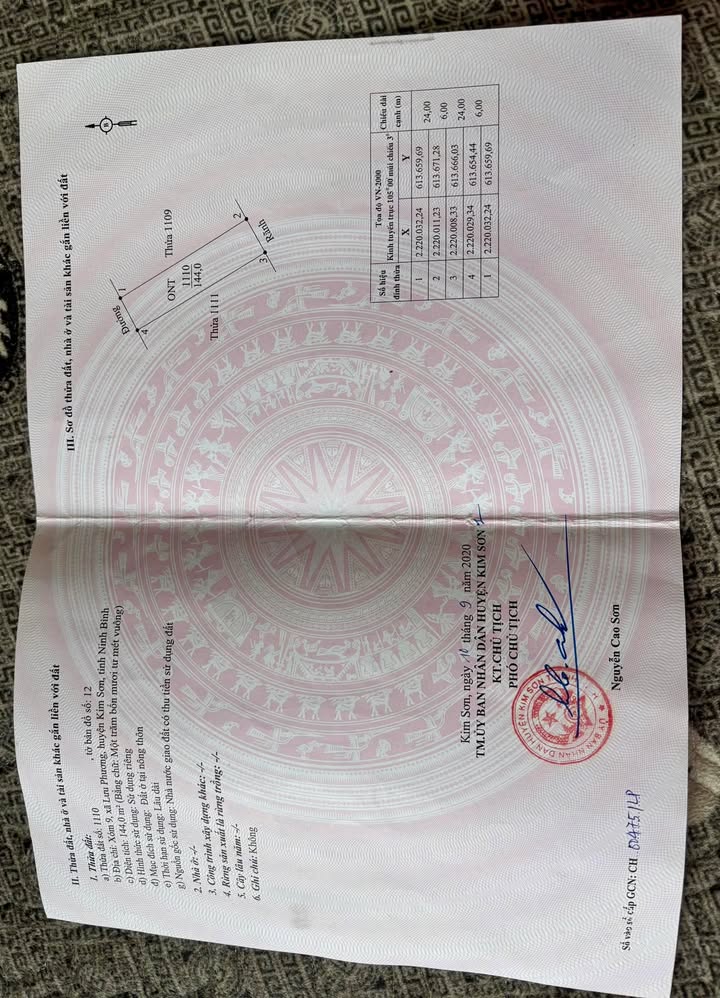 II. Thửa đất, nhà ở và tài sản khác gắn liền với đất
1. Thửa đất:
a) Thửa đất số: 1110 , tờ bản đồ số: 12
b) Địa chỉ: Xóm 9, xã Lưu Phương, huyện Kim Sơn, tỉnh Ninh Bình
c) Diện tích: 144,0 m² (Bằng chữ: Một trăm bốn mươi tư mét vuông)
d) Hình thức sử dụng: Sử dụng riêng
đ) Mục đích sử dụng: Đất ở tại nông thôn
e) Thời hạn sử dụng: Lâu dài
g) Nguồn gốc sử dụng: Nhà nước giao đất có thu tiền sử dụng đất
2. Nhà ở: -/-
3. Công trình xây dựng khác: -/-
4. Rừng sản xuất là rừng trồng: -/-
5. Cây lâu năm: -/-
6. Ghi chú: Không
Kim Sơn, ngày 10 tháng 9 năm 2020
TM.ỦY BAN NHÂN DÂN HUYỆN KIM SƠN
KT.CHỦ TỊCH
PHÓ CHỦ TỊCH
ỦY BAN NHÂN DÂN HUYỆN KIM SƠN
Nguyễn Cao Sơn
Số vào sổ cấp GCN: CH
III. Sơ đồ thửa đất, nhà ở và tài sản khác gắn liền với đất
B
Đường
1
4
Thửa 1109
ONT
1110
144,0
Thửa 1111
2
3
Rãnh
Số hiệu đỉnh thửa Tọa độ VN-2000 Kinh tuyến trục 105°00' múi chiếu 3° Chiều dài cạnh (m)
X Y
1 2.220.032,24 613.659,69
24,00
2 2.220.011,23 613.671,28
6,00
3 2.220.008,33 613.666,03
24,00
4 2.220.029,34 613.654,44
6,00
1 2.220.032,24 613.659,69